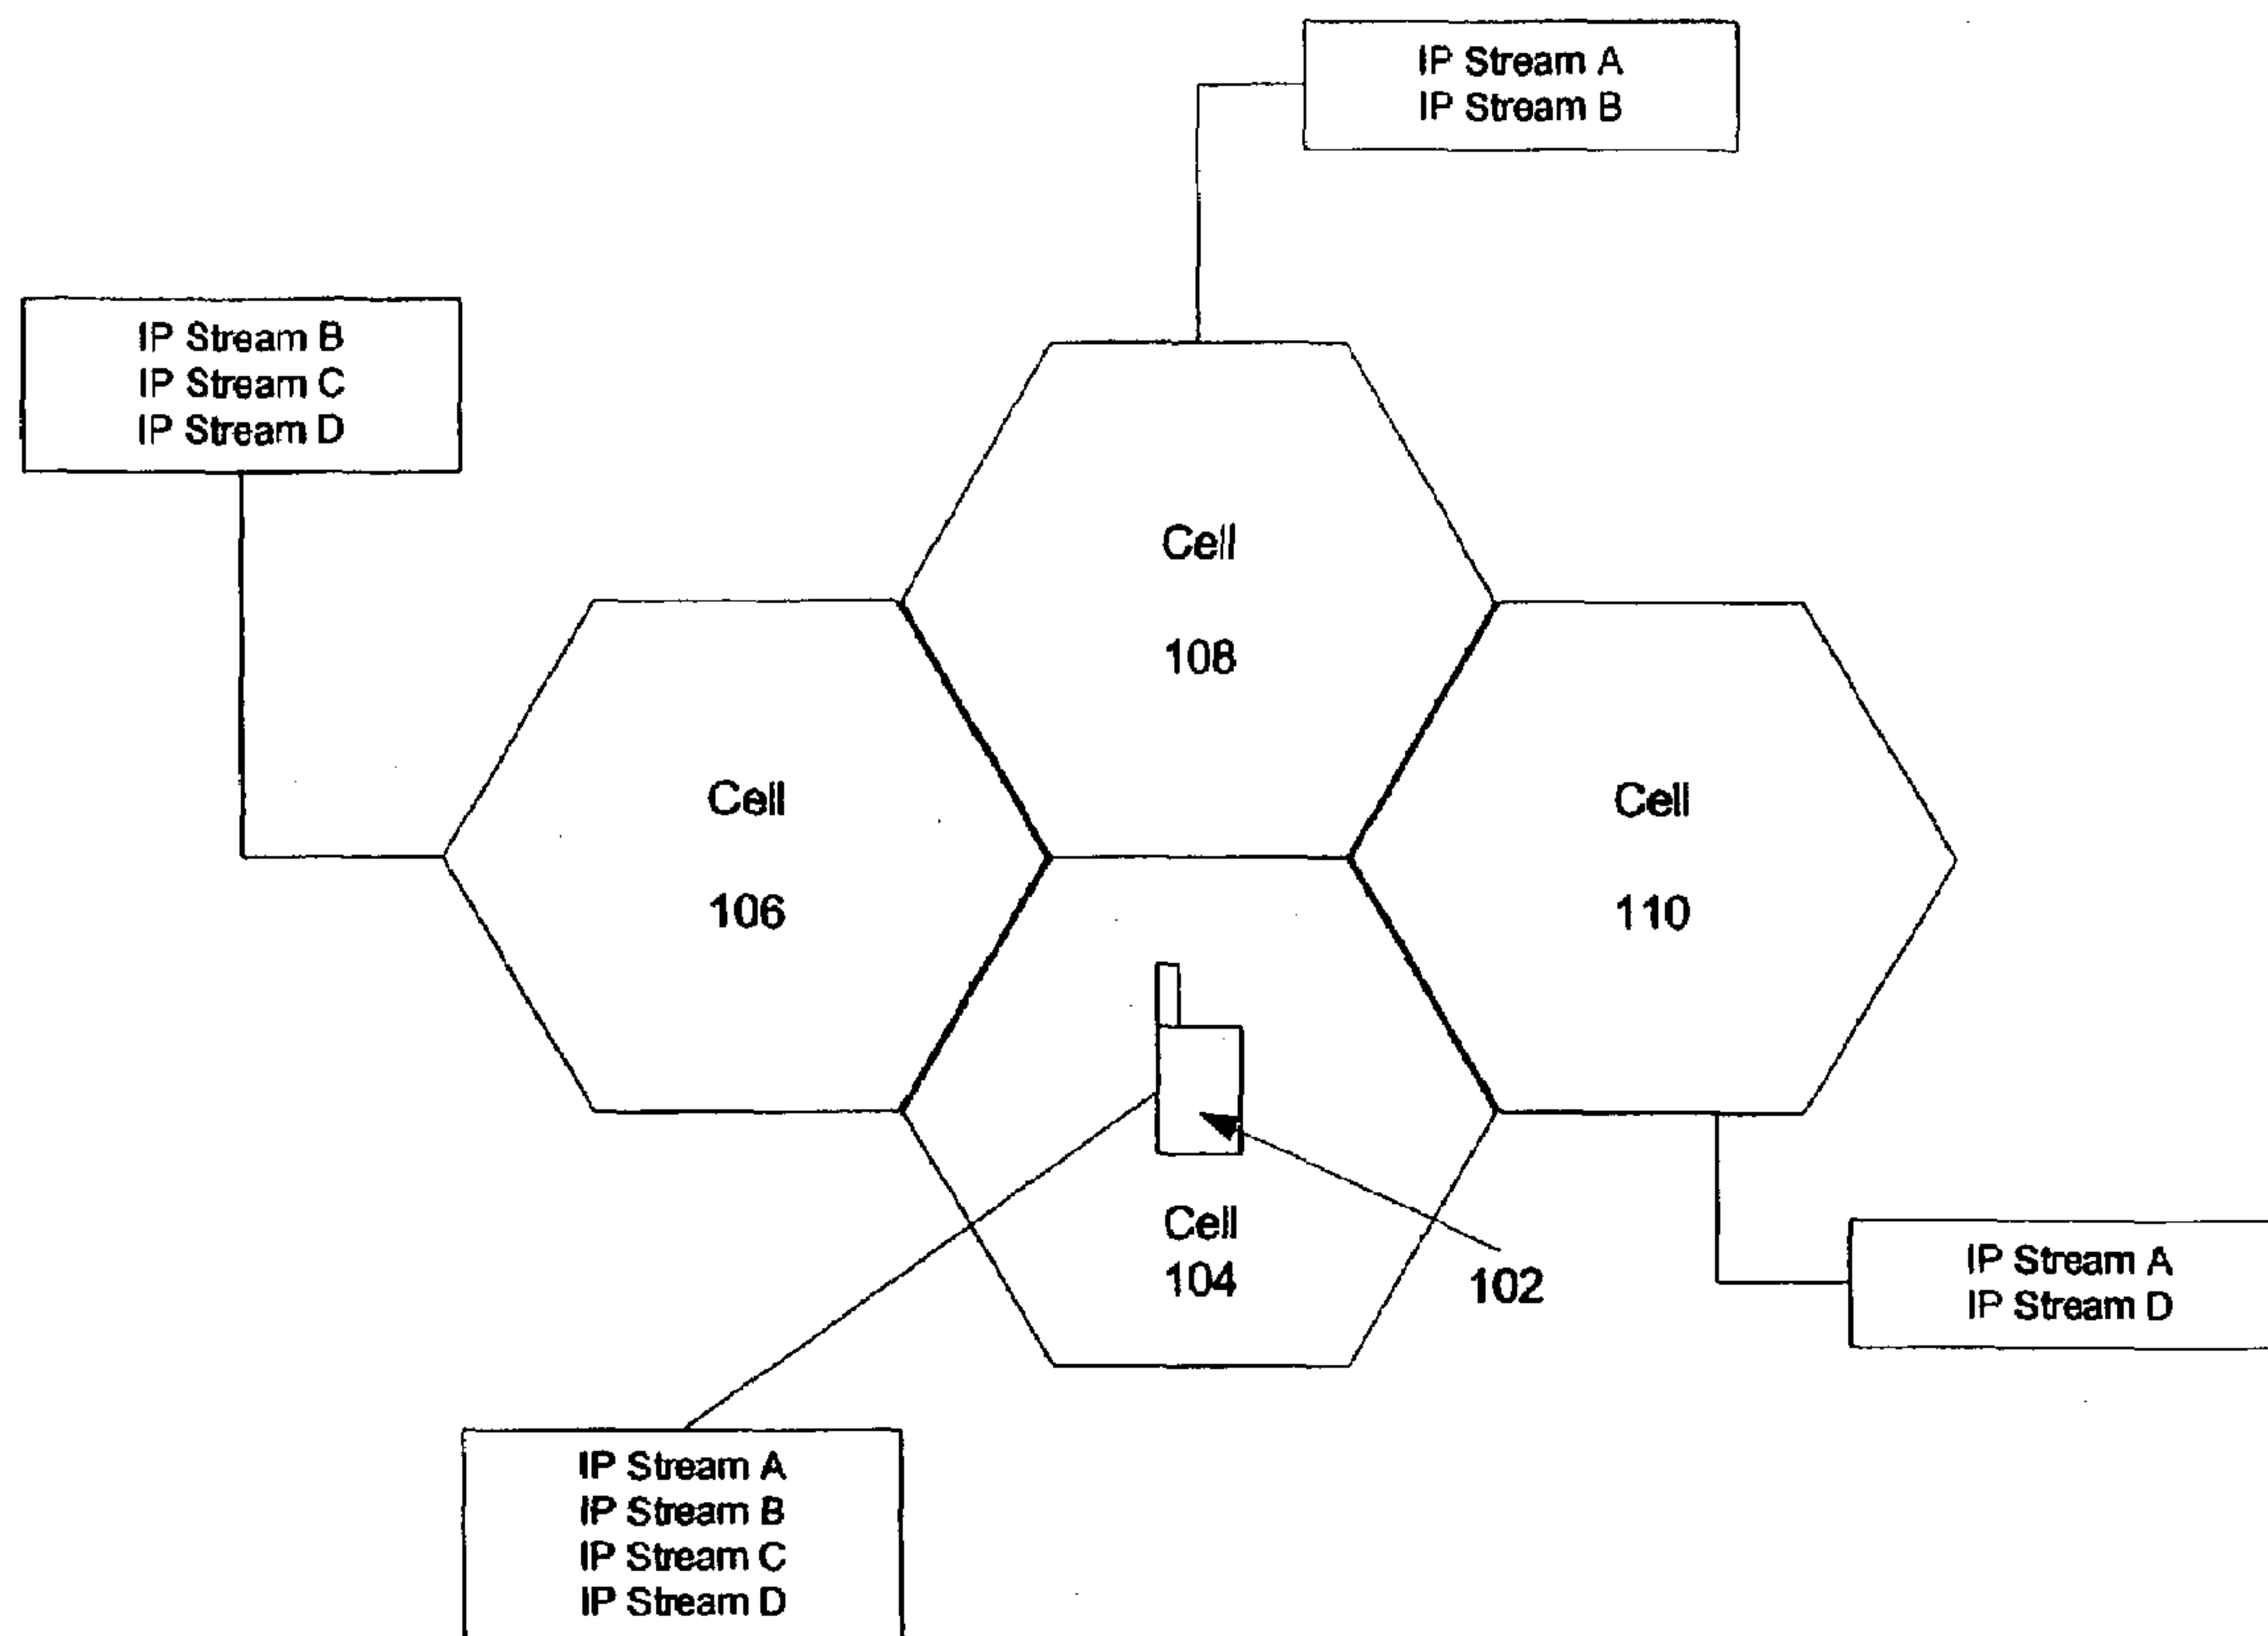 IP Stream A
IP Stream B
IP Stream B
IP Stream C
IP Stream D
Cell
108
Cell
106
Cell
110
Cell
104
102
IP Stream A
IP Stream D
IP Stream A
IP Stream B
IP Stream C
IP Stream D